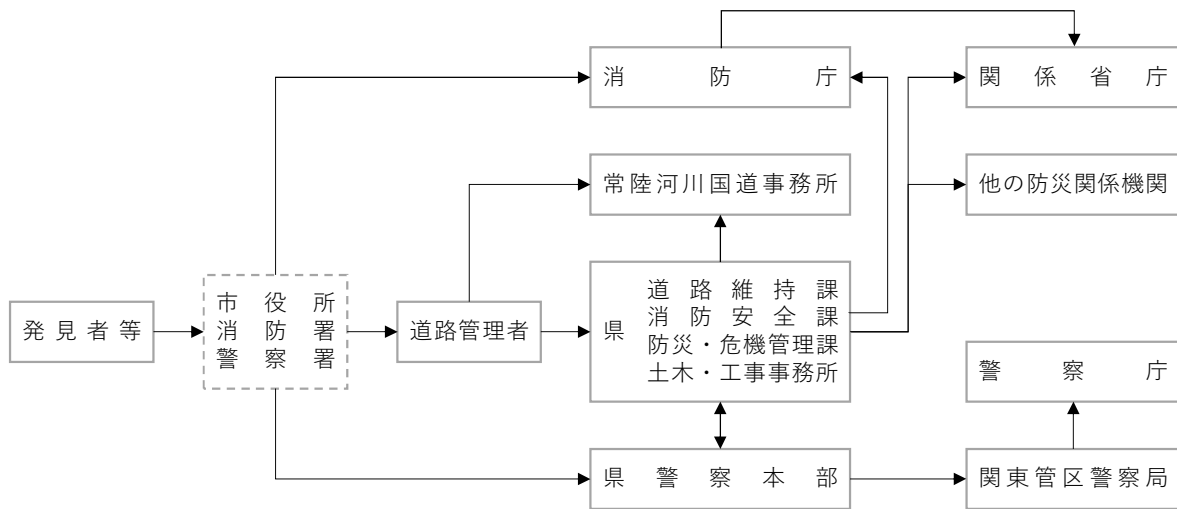 消防庁
関係省庁
常陸河川国道事務所
他の防災関係機関
発見者等
市役所
消防署
警察署
道路管理者
県
道路維持課
消防安全課
防災・危機管理課
土木・工事事務所
警察庁
県警察本部
関東管区警察局